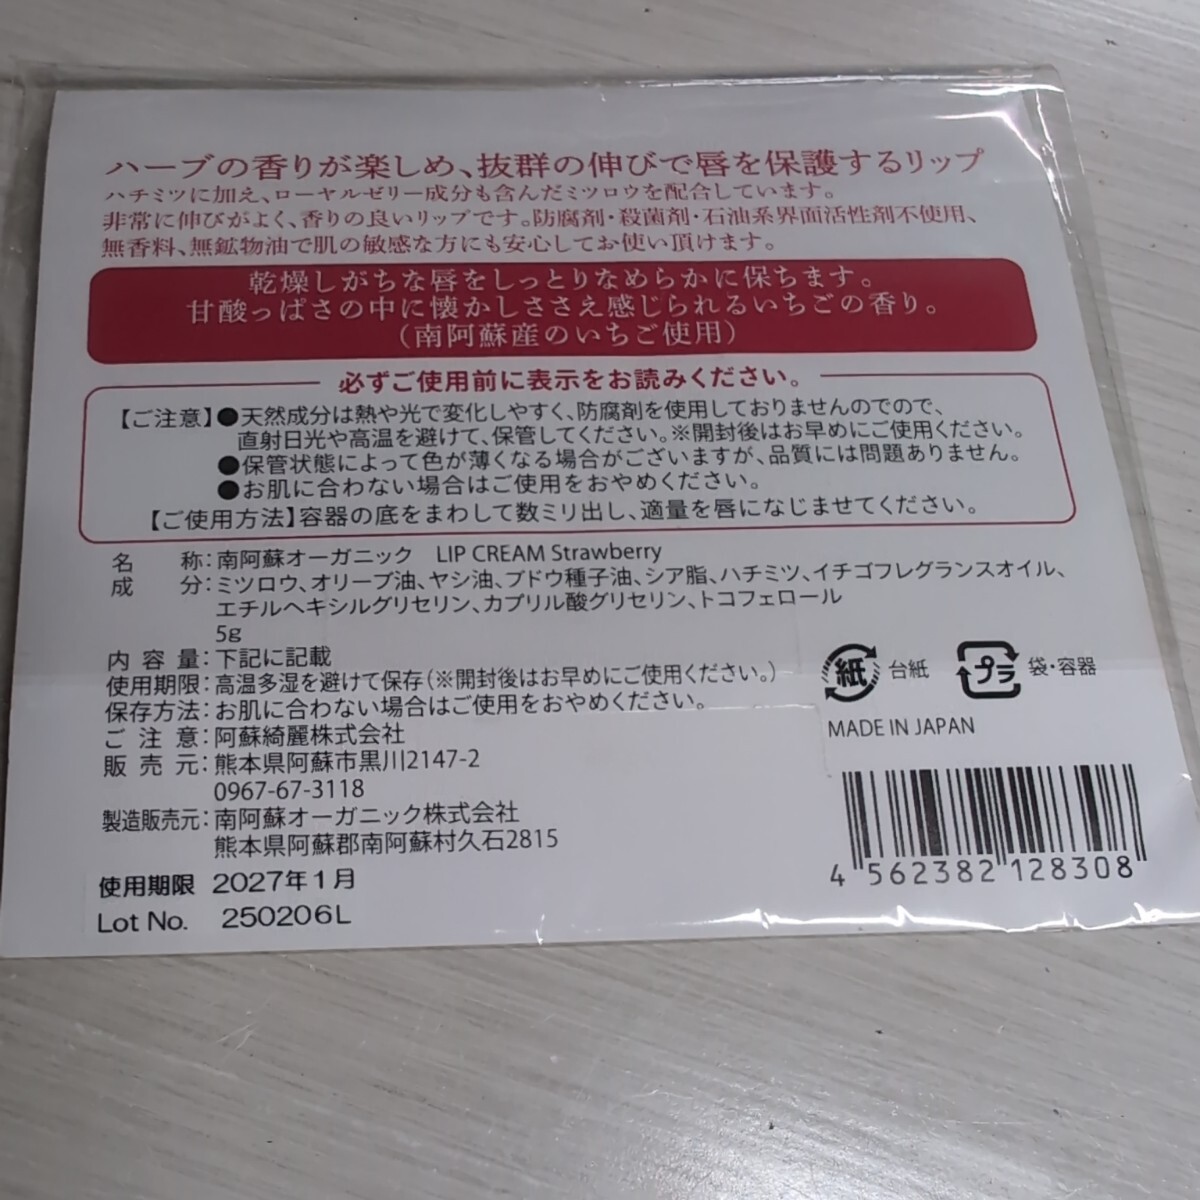 ハーブの香りが楽しめ、抜群の伸びで唇を保護するリップ
ハチミツに加え、ローヤルゼリー成分も含んだミツロウを配合しています。
非常に伸びがよく、香りの良いリップです。防腐剤・殺菌剤・石油系界面活性剤不使用、
無香料、無鉱物油で肌の敏感な方にも安心してお使い頂けます。
乾燥しがちな唇をしっとりなめらかに保ちます。
甘酸っぱさの中に懐かしささえ感じられるいちごの香り。
（南阿蘇産のいちご使用）
必ずご使用前に表示をお読みください。
【ご注意】●天然成分は熱や光で変化しやすく、防腐剤を使用しておりませんのでので、
直射日光や高温を避けて、保管してください。※開封後はお早めにご使用ください。
●保管状態によって色が薄くなる場合がございますが、品質には問題ありません。
●お肌に合わない場合はご使用をおやめください。
【ご使用方法】容器の底をまわして数ミリ出し、適量を唇になじませてください。
名　　称：南阿蘇オーガニック　LIP CREAM Strawberry
成　　分：ミツロウ、オリーブ油、ヤシ油、ブドウ種子油、シア脂、ハチミツ、イチゴフレグランスオイル、
エチルヘキシルグリセリン、カプリル酸グリセリン、トコフェロール
5g
内 容 量：下記に記載
使用期限：高温多湿を避けて保存（※開封後はお早めにご使用ください。）
保存方法：お肌に合わない場合はご使用をおやめください。
ご 注 意：阿蘇綺麗株式会社
販 売 元：熊本県阿蘇市黒川2147-2
0967-67-3118
製造販売元：南阿蘇オーガニック株式会社
熊本県阿蘇郡南阿蘇村久石2815
使用期限 2027年1月
Lot No. 250206L
紙 台紙 プラ 袋・容器
MADE IN JAPAN
4 562382 128308